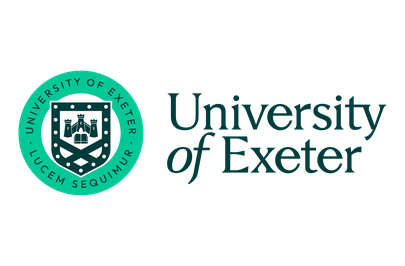 UNIVERSITY OF EXETER
LUCEM SEQUIMUR
University
of Exeter